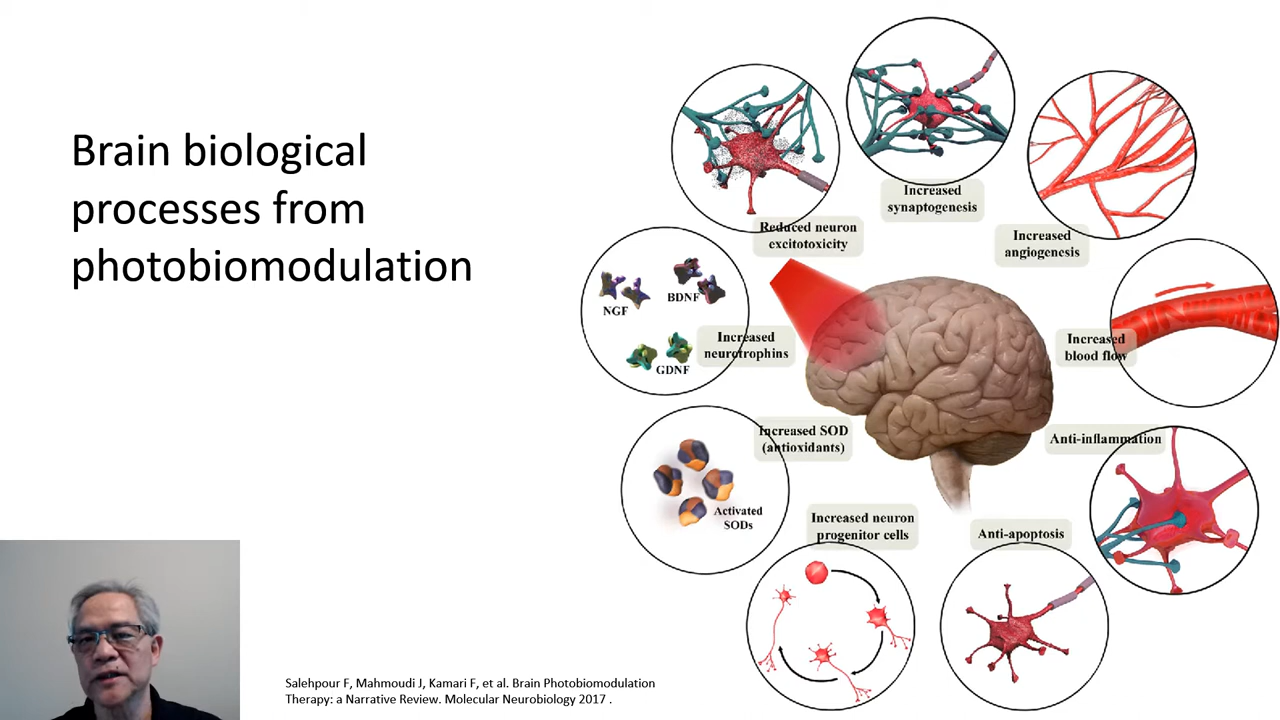 Brain biological
processes from
photobiomodulation
Increased
synaptogenesis
Reduced neuron
excitotoxicity
Increased
angiogenesis
NGF
BDNF
GDNF
Increased
neurotrophins
Increased
blood flow
Increased SOD
(antioxidants)
Activated
SODs
Anti-inflammation
Increased neuron
progenitor cells
Anti-apoptosis
Salehpour F, Mahmoudi J, Kamari F, et al. Brain Photobiomodulation
Therapy: a Narrative Review. Molecular Neurobiology 2017 .